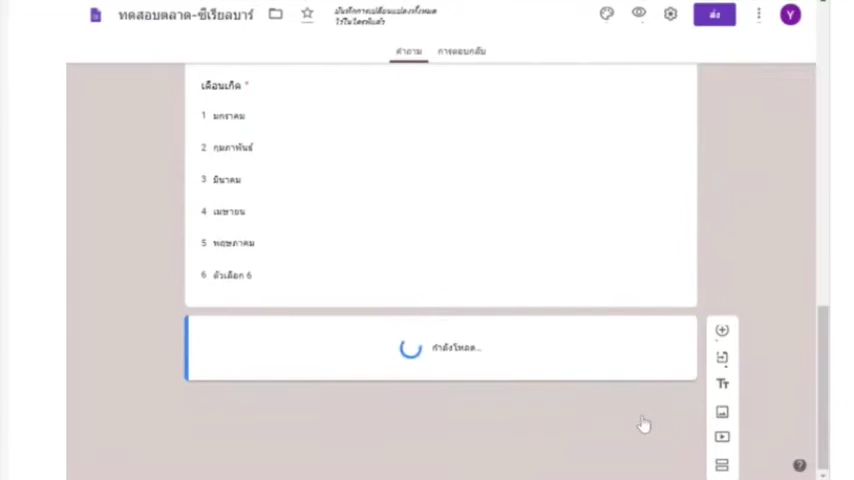 ทดสอบตลาด-ซีเรียลบาร์
บันทึกการเปลี่ยนแปลงทั้งหมด
ไว้ในไดรฟ์แล้ว
ส่ง
Y
คำถาม
การตอบกลับ
เดือนเกิด *
1 มกราคม
2 กุมภาพันธ์
3 มีนาคม
4 เมษายน
5 พฤษภาคม
6 ตัวเลือก 6
กำลังโหลด...
Tт